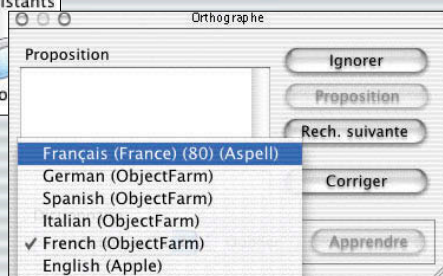 istants
Orthographe
Proposition
Ignorer
Proposition
Rech. suivante
Français (France) (80) (Aspell)
German (ObjectFarm)
Spanish (ObjectFarm)
Corriger
Italian (ObjectFarm)
✓ French (ObjectFarm)
Apprendre
English (Apple)